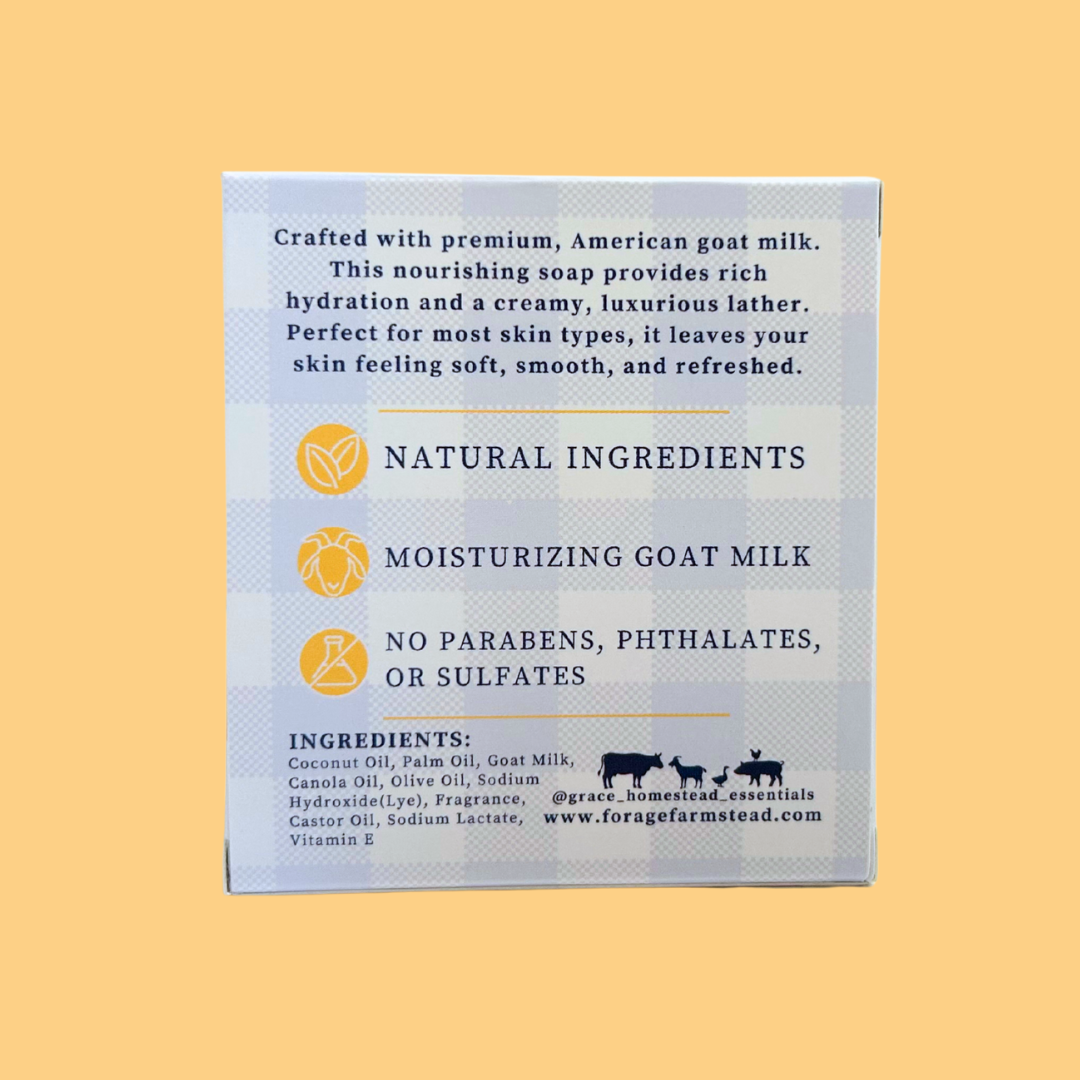 Crafted with premium, American goat milk.
This nourishing soap provides rich
hydration and a creamy, luxurious lather.
Perfect for most skin types, it leaves your
skin feeling soft, smooth, and refreshed.
NATURAL INGREDIENTS
MOISTURIZING GOAT MILK
NO PARABENS, PHTHALATES,
OR SULFATES
INGREDIENTS:
Coconut Oil, Palm Oil, Goat Milk,
Canola Oil, Olive Oil, Sodium
Hydroxide(Lye), Fragrance,
Castor Oil, Sodium Lactate,
Vitamin E
@grace_homestead_essentials
www.foragefarmstead.com